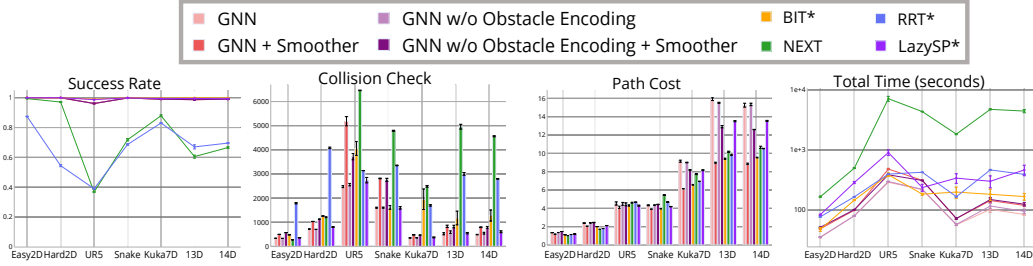 GNN
GNN w/o Obstacle Encoding
BIT*
RRT*
GNN + Smoother
GNN w/o Obstacle Encoding + Smoother
NEXT
LazySP*
Success Rate
1
0.8
0.6
0.4
0.2
0
Easy2D Hard2D UR5 Snake Kuka7D 13D 14D
Collision Check
6000
5000
4000
3000
2000
1000
0
Easy2D Hard2D UR5 Snake Kuka7D 13D 14D
Path Cost
16
14
12
10
8
6
4
2
0
Easy2D Hard2D UR5 Snake Kuka7D 13D 14D
Total Time (seconds)
1e+4
1e+3
100
Easy2D Hard2D UR5 Snake Kuka7D 13D 14D